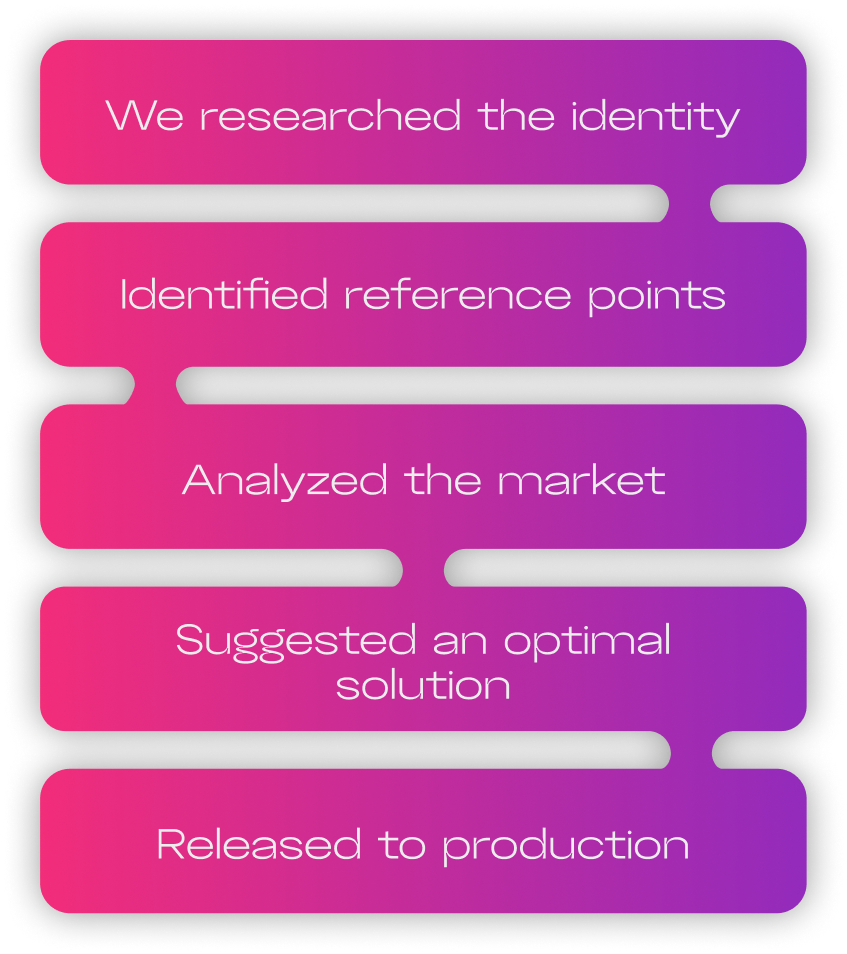 We researched the identity
Identified reference points
Analyzed the market
Suggested an optimal
solution
Released to production